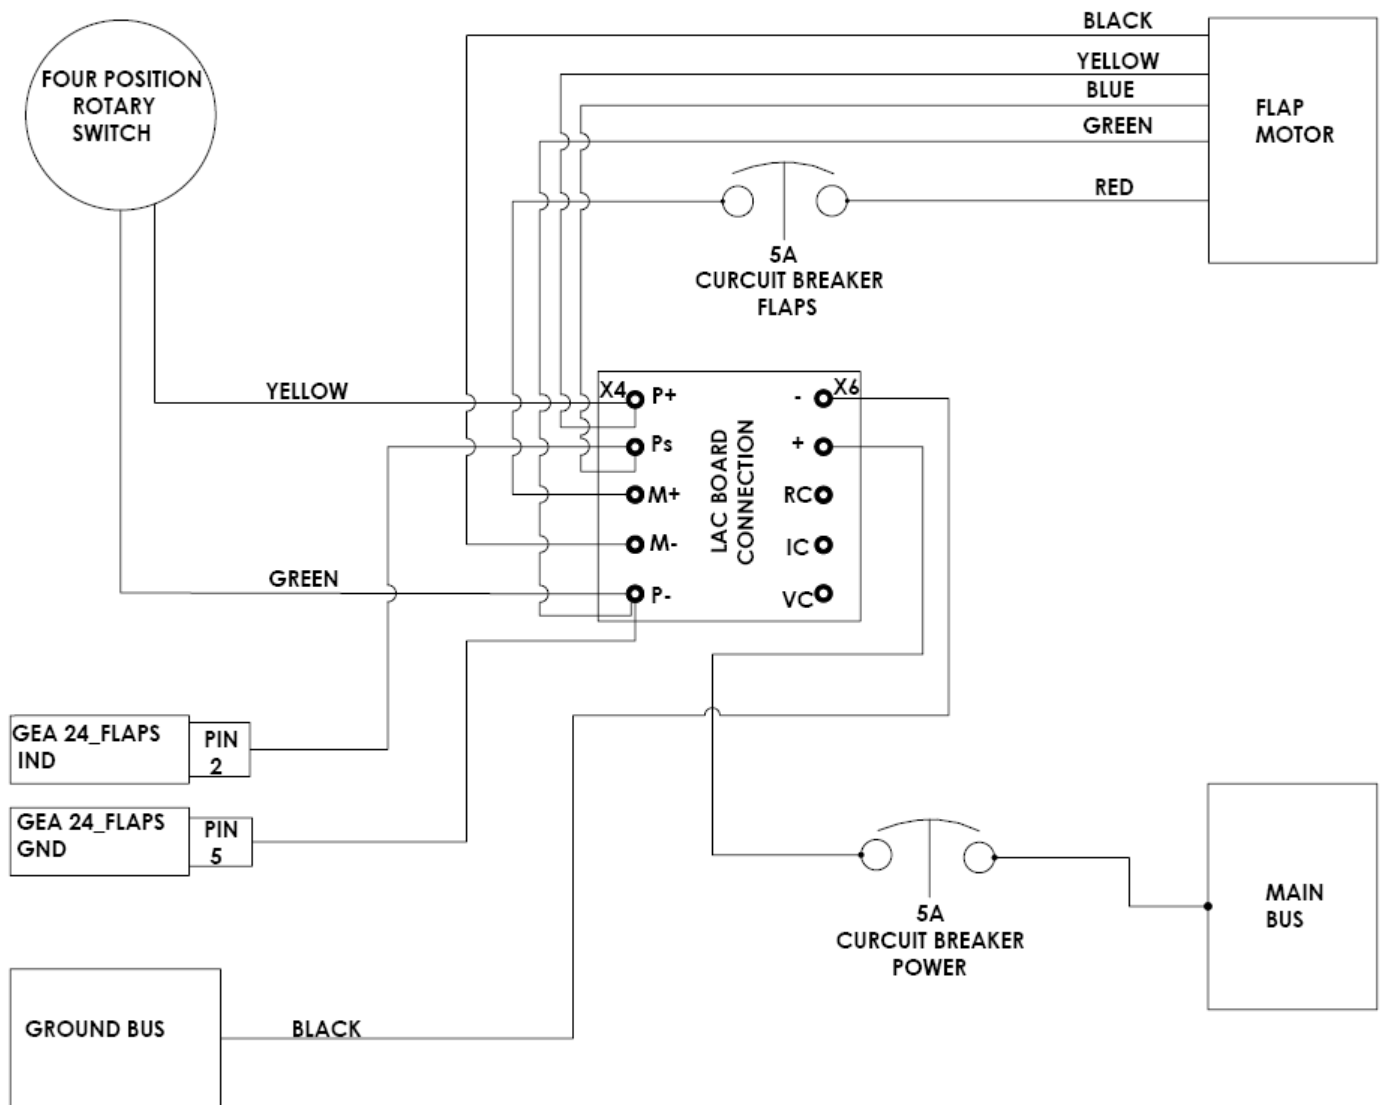 BLACK
YELLOW
BLUE
GREEN
RED
FOUR POSITION
ROTARY
SWITCH
FLAP
MOTOR
5A
CURCUIT BREAKER
FLAPS
YELLOW
GREEN
X4
P+
Ps
M+
M-
P-
LAC BOARD
CONNECTION
X6
-
+
RC
IC
VC
GEA 24_FLAPS
IND
PIN
2
GEA 24_FLAPS
GND
PIN
5
5A
CURCUIT BREAKER
POWER
MAIN
BUS
GROUND BUS
BLACK